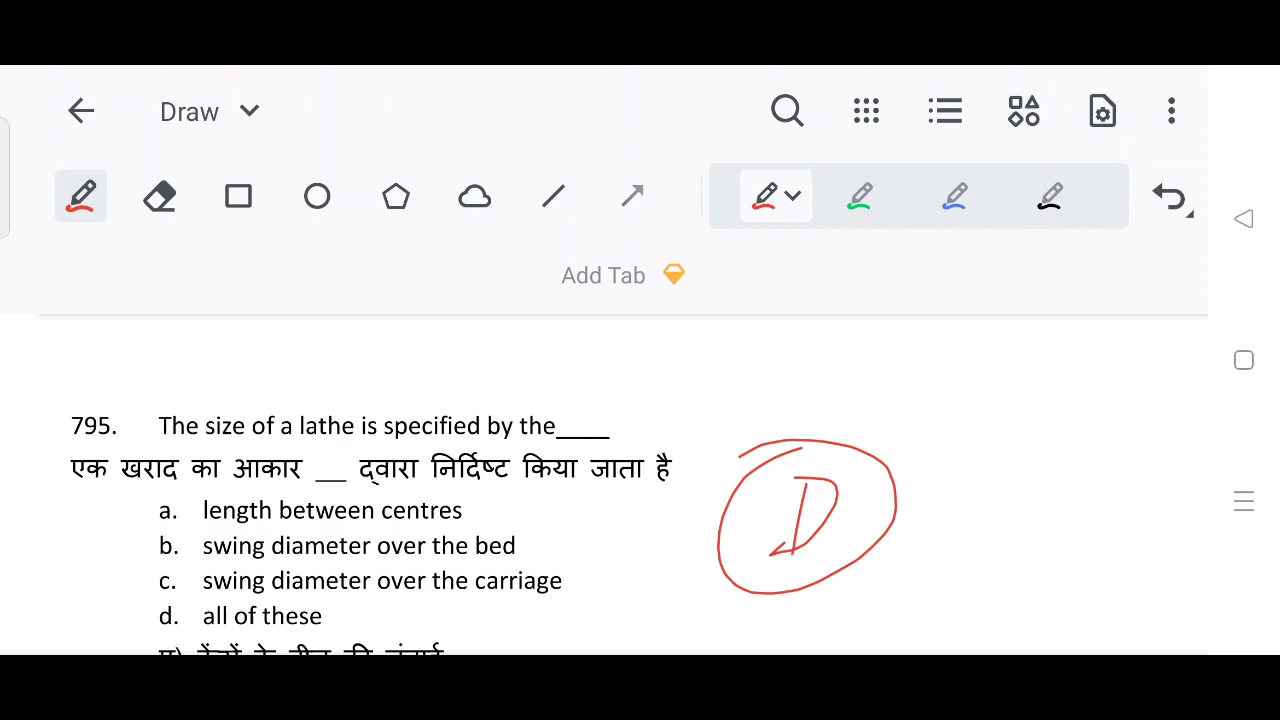 Draw
Add Tab
795. The size of a lathe is specified by the____
एक खराद का आकार __ द्वारा निर्दिष्ट किया जाता है
a. length between centres
b. swing diameter over the bed
c. swing diameter over the carriage
d. all of these
D